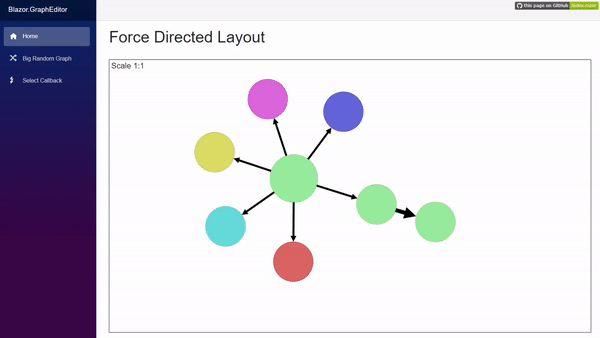 Blazor.GraphEditor
this page on GitHub
Home
Force Directed Layout
Big Random Graph
Scale 1:1
Select Callback